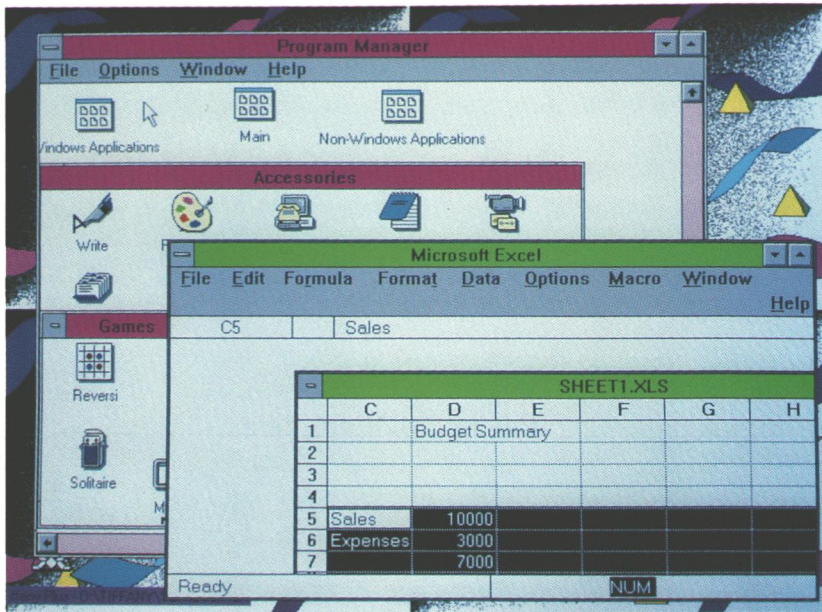 Program Manager
File Options Window Help
Main
Non-Windows Applications
indows Applications
Accessories
Write
Microsoft Excel
File Edit Formula Format Data Options Macro Window
Help
C5 Sales
Games
Reversi
Solitaire
SHEET1.XLS
C D E F G H
1 Budget Summary
2
3
4
5 Sales 10000
6 Expenses 3000
7 7000
Ready NUM